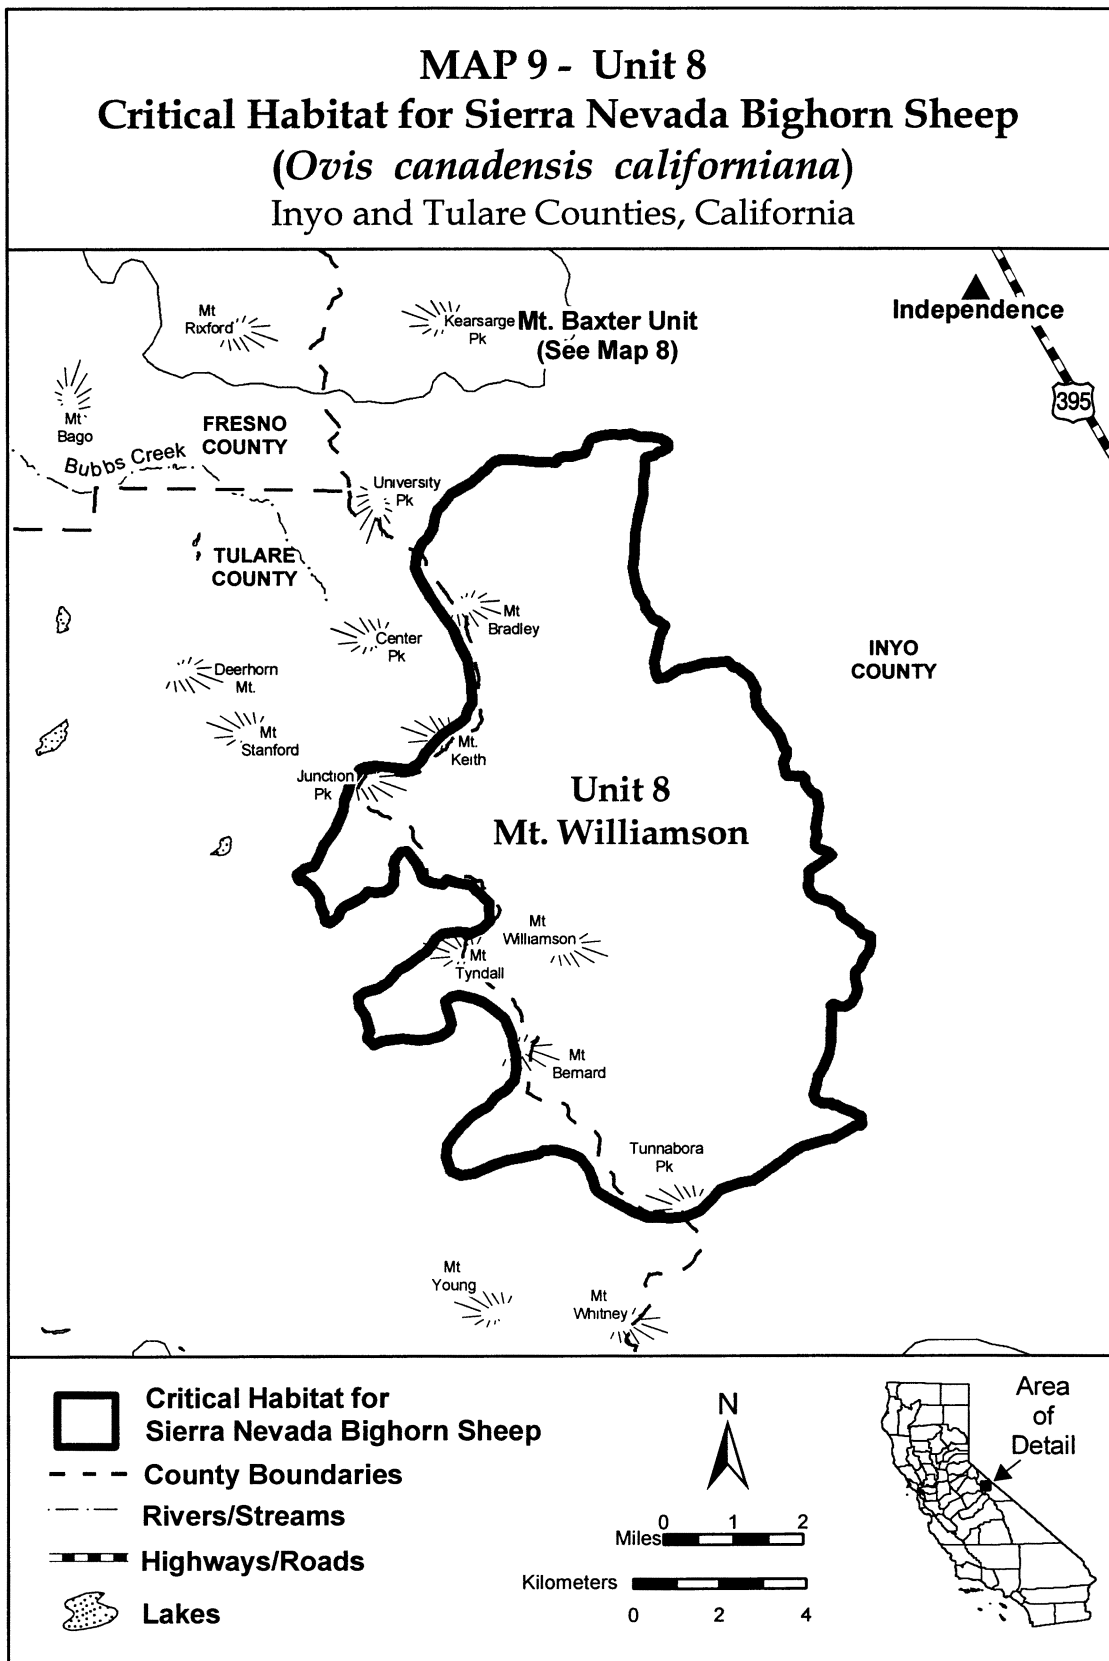 MAP 9 - Unit 8
Critical Habitat for Sierra Nevada Bighorn Sheep
(Ovis canadensis californiana)
Inyo and Tulare Counties, California
Mt
Rixford
Kearsarge
Pk
Mt. Baxter Unit
(See Map 8)
Independence
395
Mt
Bago
FRESNO
COUNTY
Bubbs Creek
University
Pk
TULARE
COUNTY
Mt
Bradley
Center
Pk
INYO
COUNTY
Deerhorn
Mt.
Mt
Stanford
Mt.
Keith
Junction
Pk
Unit 8
Mt. Williamson
Mt
Williamson
Mt
Tyndall
Mt
Bernard
Tunnabora
Pk
Mt
Young
Mt
Whitney
Critical Habitat for
Sierra Nevada Bighorn Sheep
County Boundaries
Rivers/Streams
Highways/Roads
Lakes
N
0 1 2
Miles
Kilometers
0 2 4
Area
of
Detail